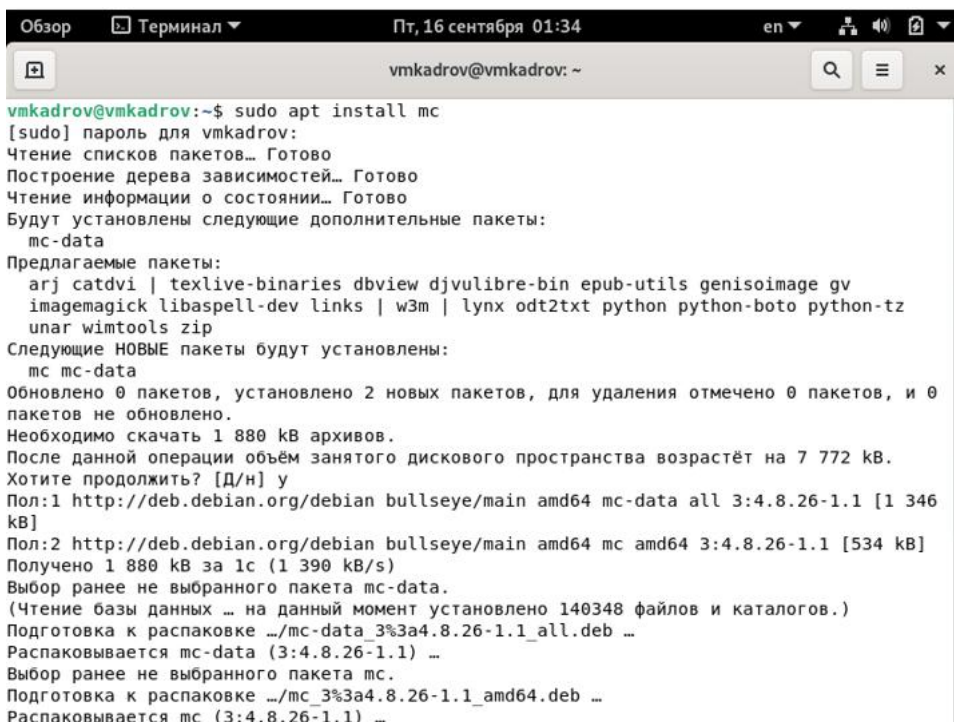 Обзор Терминал Пт, 16 сентября 01:34 en
vmkadrov@vmkadrov: ~
vmkadrov@vmkadrov:~$ sudo apt install mc
[sudo] пароль для vmkadrov:
Чтение списков пакетов… Готово
Построение дерева зависимостей… Готово
Чтение информации о состоянии… Готово
Будут установлены следующие дополнительные пакеты:
  mc-data
Предлагаемые пакеты:
  arj catdvi | texlive-binaries dbview djvulibre-bin epub-utils genisoimage gv
  imagemagick libaspell-dev links | w3m | lynx odt2txt python python-boto python-tz
  unar wimtools zip
Следующие НОВЫЕ пакеты будут установлены:
  mc mc-data
Обновлено 0 пакетов, установлено 2 новых пакетов, для удаления отмечено 0 пакетов, и 0
пакетов не обновлено.
Необходимо скачать 1 880 kB архивов.
После данной операции объём занятого дискового пространства возрастёт на 7 772 kB.
Хотите продолжить? [Д/н] y
Пол:1 http://deb.debian.org/debian bullseye/main amd64 mc-data all 3:4.8.26-1.1 [1 346
kB]
Пол:2 http://deb.debian.org/debian bullseye/main amd64 mc amd64 3:4.8.26-1.1 [534 kB]
Получено 1 880 kB за 1с (1 390 kB/s)
Выбор ранее не выбранного пакета mc-data.
(Чтение базы данных … на данный момент установлено 140348 файлов и каталогов.)
Подготовка к распаковке …/mc-data_3%3a4.8.26-1.1_all.deb …
Распаковывается mc-data (3:4.8.26-1.1) …
Выбор ранее не выбранного пакета mc.
Подготовка к распаковке …/mc_3%3a4.8.26-1.1_amd64.deb …
Распаковывается mc (3:4.8.26-1.1) …